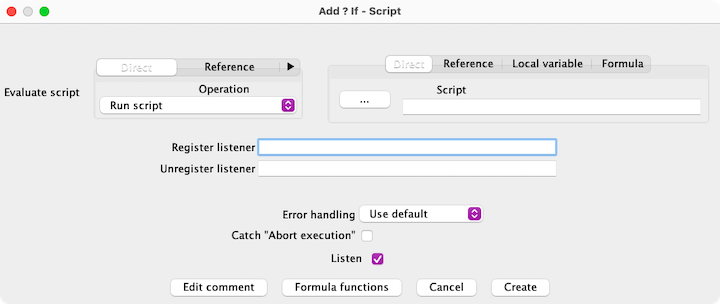 Add ? If - Script
Direct Reference ▶ Direct Reference Local variable Formula
Evaluate script Operation Script
Run script ...
Register listener
Unregister listener
Error handling Use default
Catch "Abort execution"
Listen
Edit comment Formula functions Cancel Create